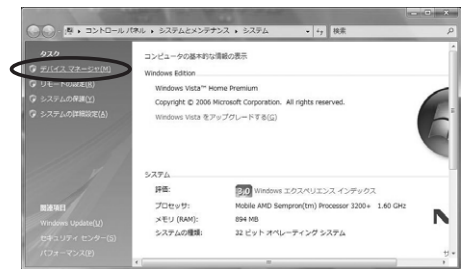 コントロール パネル ▸ システムとメンテナンス ▸ システム
検索
タスク
デバイス マネージャ(M)
リモートの設定(R)
システムの保護(Y)
システムの詳細設定(A)
関連項目
Windows Update(U)
セキュリティ センター(S)
パフォーマンス(P)
コンピュータの基本的な情報の表示
Windows Edition
Windows Vista™ Home Premium
Copyright © 2006 Microsoft Corporation. All rights reserved.
Windows Vista をアップグレードする(G)
システム
評価: 3.0 Windows エクスペリエンス インデックス
プロセッサ: Mobile AMD Sempron(tm) Processor 3200+ 1.60 GHz
メモリ (RAM): 894 MB
システムの種類: 32 ビット オペレーティング システム
N